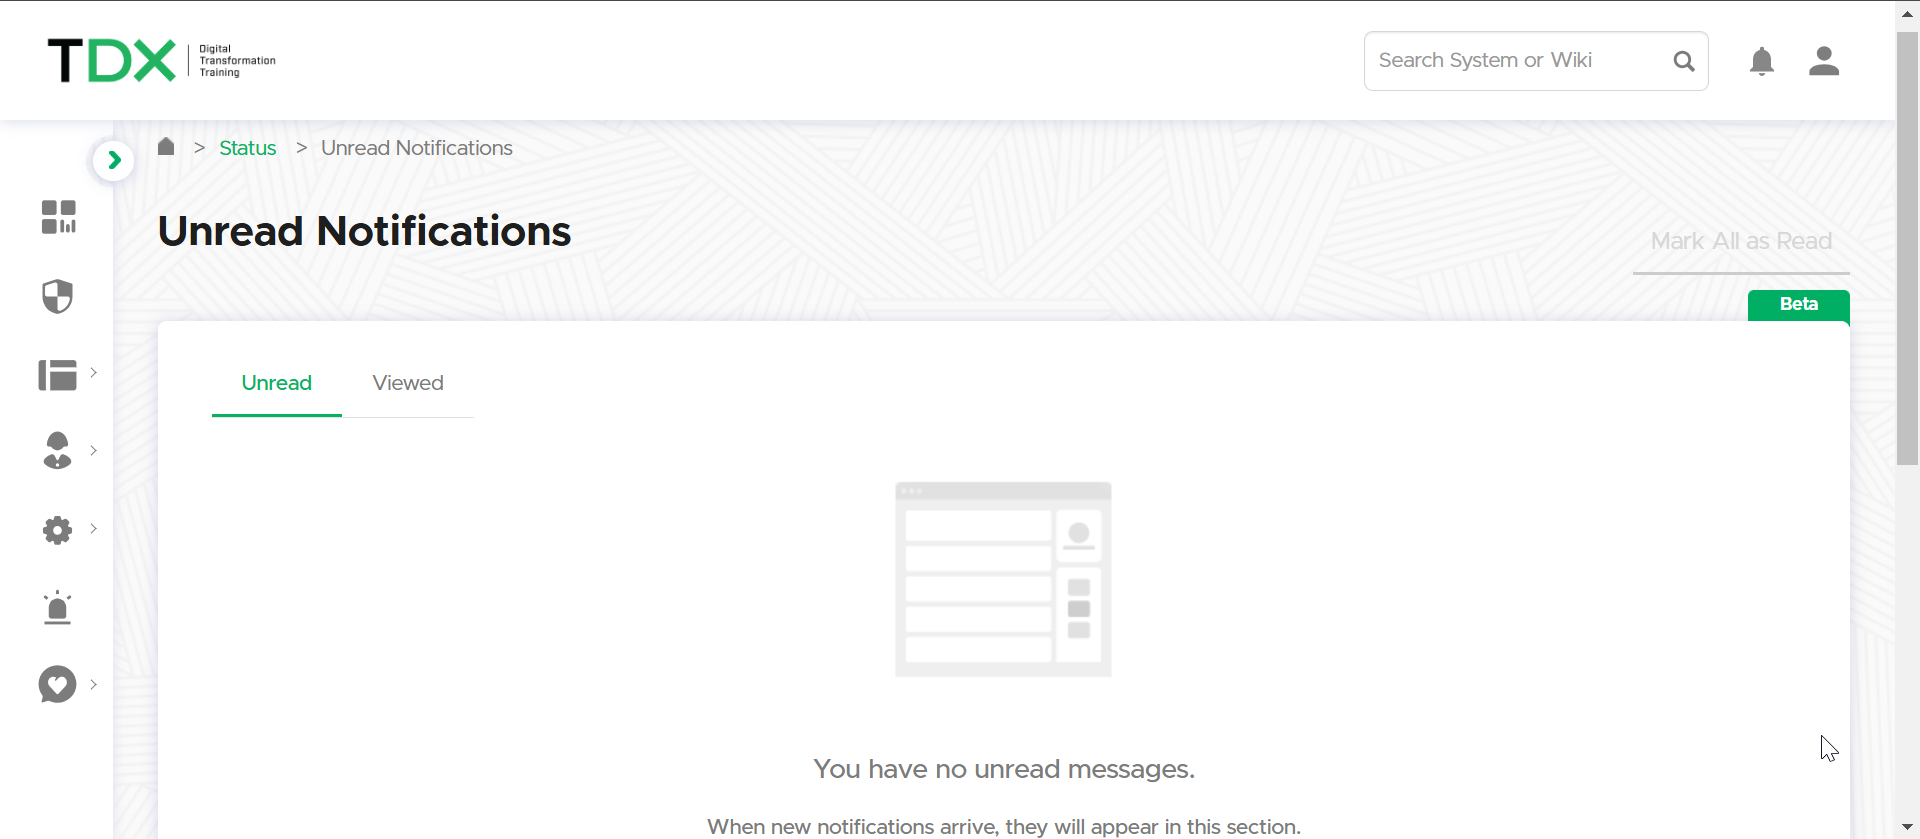 TDX
Digital
Transformation
Training
Search System or Wiki
> Status > Unread Notifications
Unread Notifications
Mark All as Read
Beta
Unread Viewed
You have no unread messages.
When new notifications arrive, they will appear in this section.